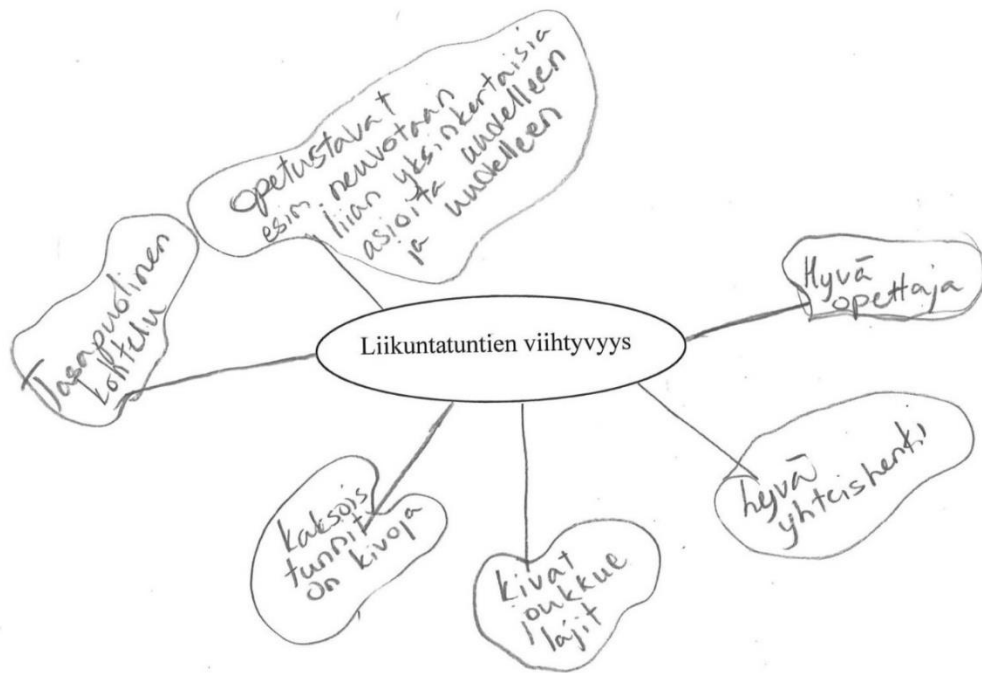 opetustavat
esim. neuvotaan
liian yksinkertaisia
asioita uudelleen
ja uudelleen
Tasapuolinen
kohtelu
Hyvä
opettaja
Liikuntatuntien viihtyvyys
hyvä
yhteishenki
kaksois
tunnit
on kivoja
kivat
joukkue
lajit